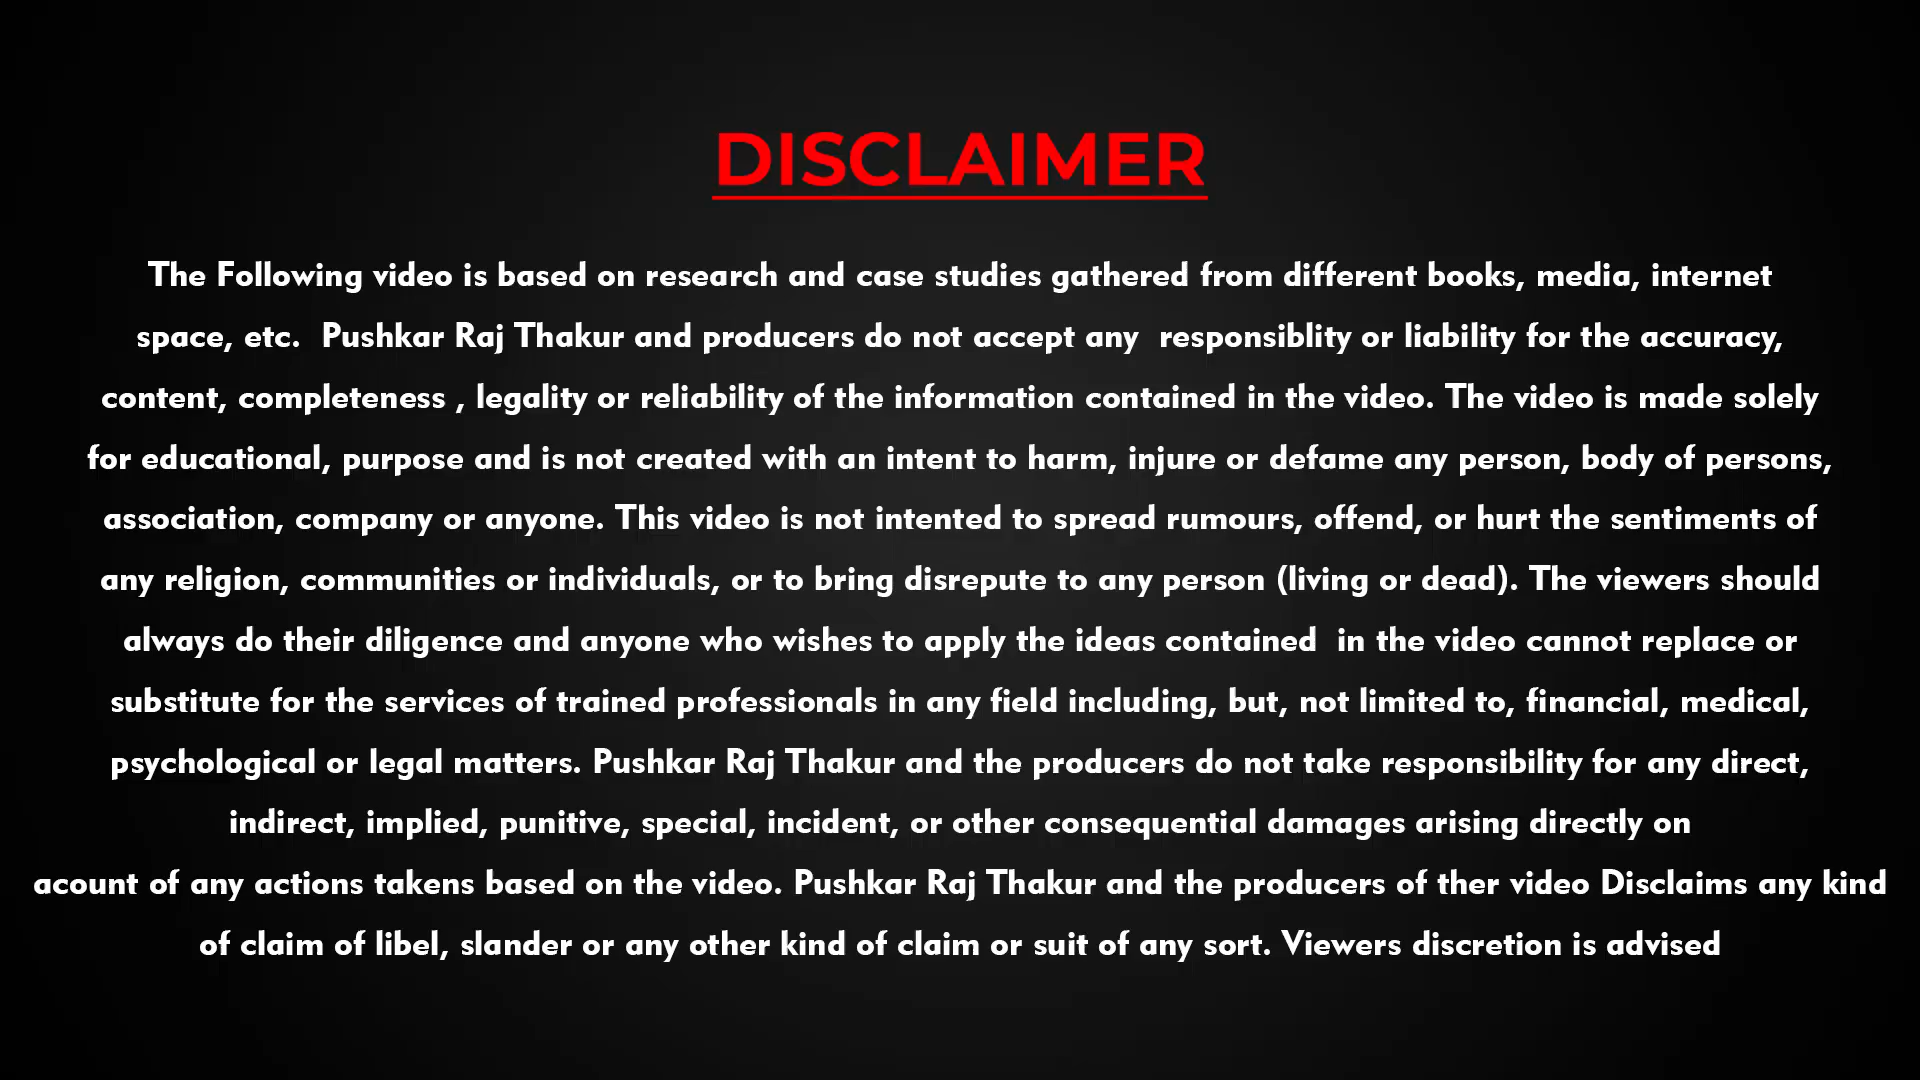 DISCLAIMER
The Following video is based on research and case studies gathered from different books, media, internet
space, etc.  Pushkar Raj Thakur and producers do not accept any  responsiblity or liability for the accuracy,
content, completeness , legality or reliability of the information contained in the video. The video is made solely
for educational, purpose and is not created with an intent to harm, injure or defame any person, body of persons,
association, company or anyone. This video is not intented to spread rumours, offend, or hurt the sentiments of
any religion, communities or individuals, or to bring disrepute to any person (living or dead). The viewers should
always do their diligence and anyone who wishes to apply the ideas contained  in the video cannot replace or
substitute for the services of trained professionals in any field including, but, not limited to, financial, medical,
psychological or legal matters. Pushkar Raj Thakur and the producers do not take responsibility for any direct,
indirect, implied, punitive, special, incident, or other consequential damages arising directly on
acount of any actions takens based on the video. Pushkar Raj Thakur and the producers of ther video Disclaims any kind
of claim of libel, slander or any other kind of claim or suit of any sort. Viewers discretion is advised